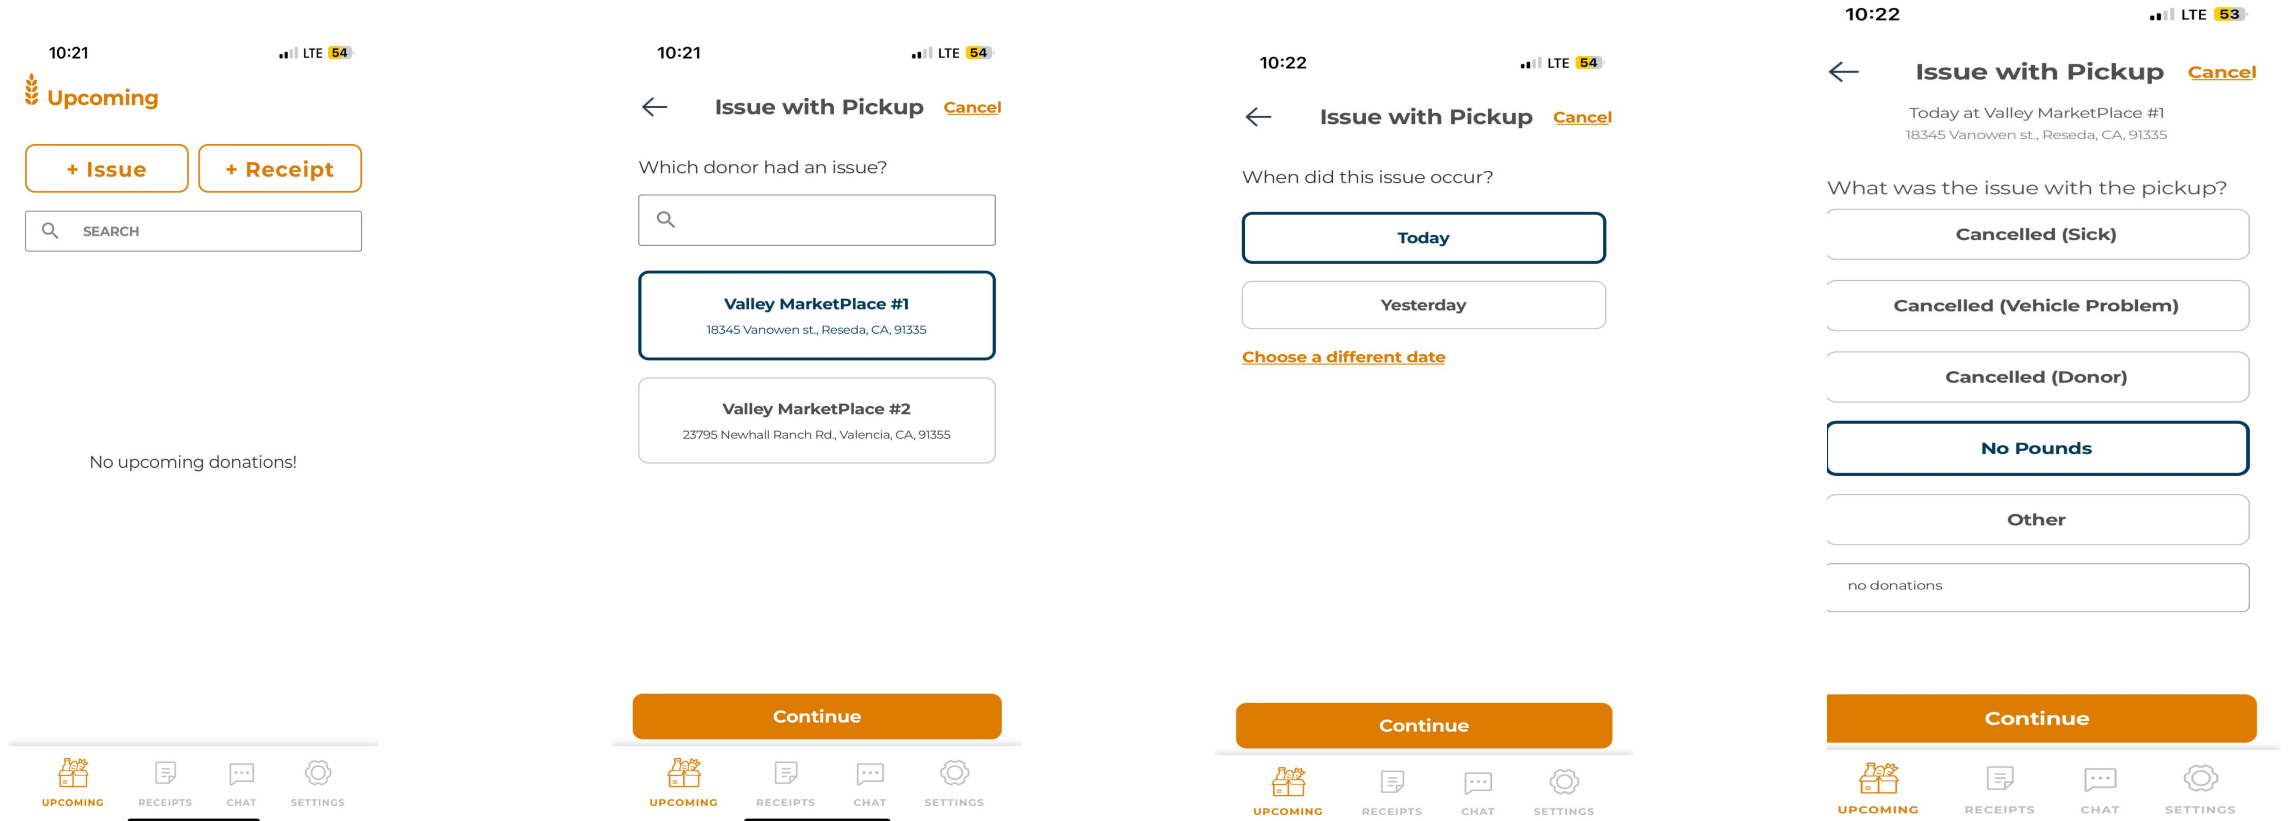 10:21
LTE 54
Upcoming
+ Issue
+ Receipt
SEARCH
No upcoming donations!
UPCOMING
RECEIPTS
CHAT
SETTINGS
10:21
LTE 54
Issue with Pickup
Cancel
Which donor had an issue?
Valley MarketPlace #1
18345 Vanowen st., Reseda, CA, 91335
Valley MarketPlace #2
23795 Newhall Ranch Rd., Valencia, CA, 91355
Continue
UPCOMING
RECEIPTS
CHAT
SETTINGS
10:22
LTE 54
Issue with Pickup
Cancel
When did this issue occur?
Today
Yesterday
Choose a different date
Continue
UPCOMING
RECEIPTS
CHAT
SETTINGS
10:22
LTE 53
Issue with Pickup
Cancel
Today at Valley MarketPlace #1
18345 Vanowen st., Reseda, CA, 91335
What was the issue with the pickup?
Cancelled (Sick)
Cancelled (Vehicle Problem)
Cancelled (Donor)
No Pounds
Other
no donations
Continue
UPCOMING
RECEIPTS
CHAT
SETTINGS